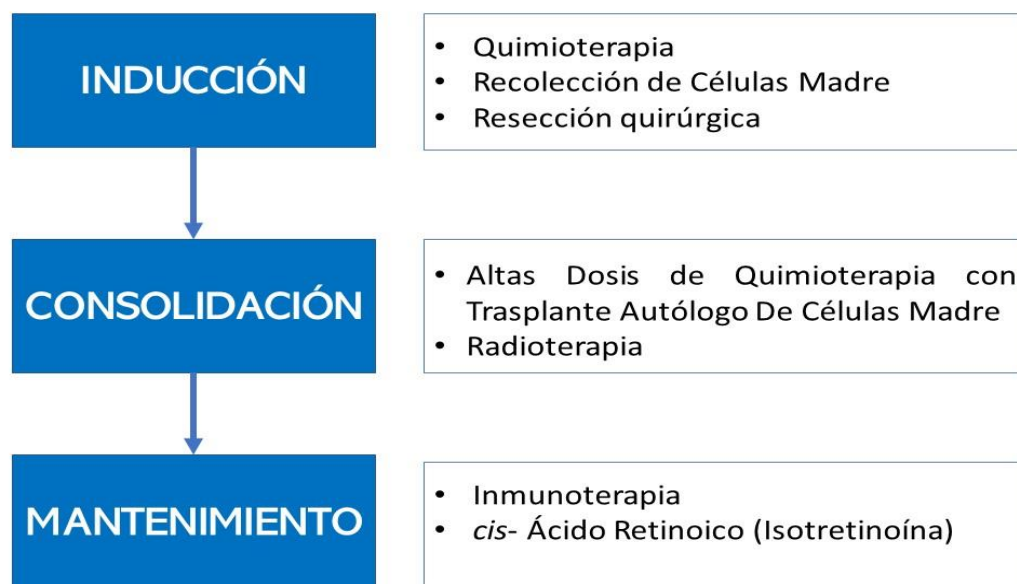 INDUCCIÓN
• Quimioterapia
• Recolección de Células Madre
• Resección quirúrgica
CONSOLIDACIÓN
• Altas Dosis de Quimioterapia con
Trasplante Autólogo De Células Madre
• Radioterapia
MANTENIMIENTO
• Inmunoterapia
• cis- Ácido Retinoico (Isotretinoína)